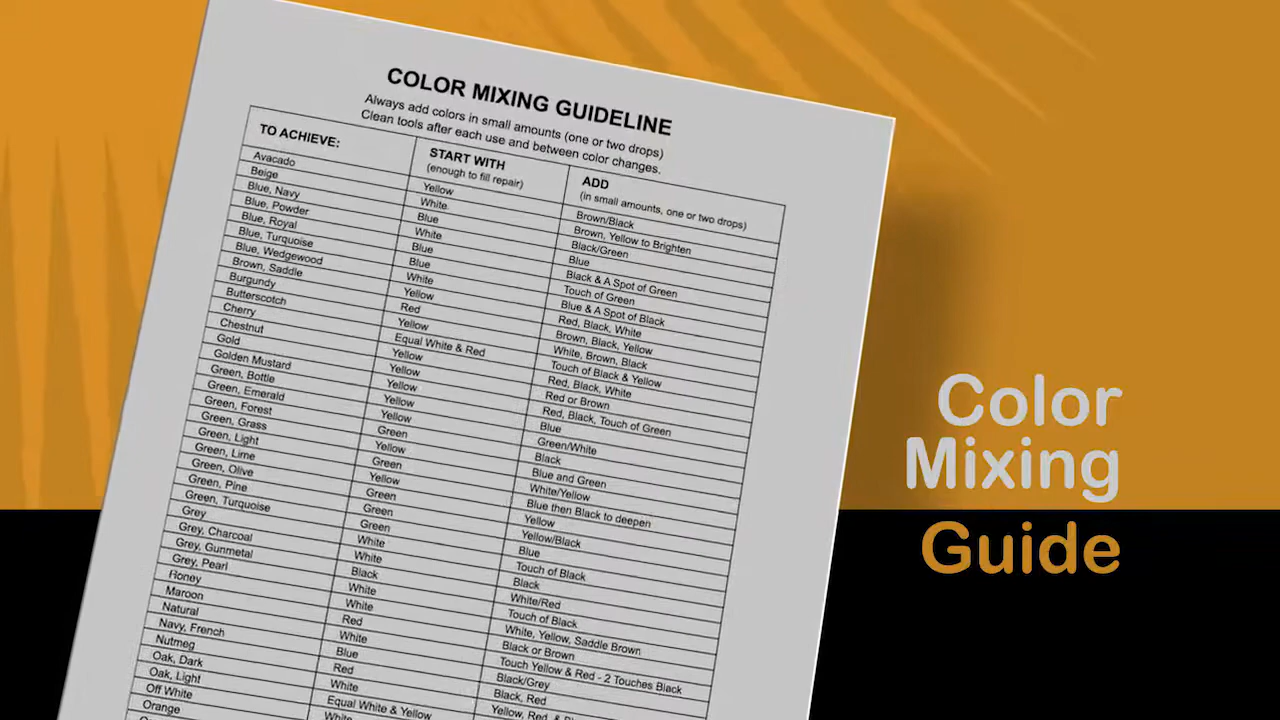 COLOR MIXING GUIDELINE
Always add colors in small amounts (one or two drops)
Clean tools after each use and between color changes.
TO ACHIEVE: START WITH ADD
(enough to fill repair) (in small amounts, one or two drops)
Avacado Yellow Brown/Black
Beige White Brown, Yellow to Brighten
Blue, Navy Blue Black/Green
Blue, Powder White Blue
Blue, Royal Blue Black & A Spot of Green
Blue, Turquoise Blue Touch of Green
Blue, Wedgewood White Blue & A Spot of Black
Brown, Saddle Yellow Red, Black, White
Burgundy Red Brown, Black, Yellow
Butterscotch Yellow White, Brown, Black
Cherry Equal White & Red Touch of Black & Yellow
Chestnut Yellow Red, Black, White
Gold Yellow Red or Brown
Golden Mustard Yellow Red, Black, Touch of Green
Green, Bottle Yellow Blue
Green, Emerald Yellow Green/White
Green, Forest Green Black
Green, Grass Yellow Blue and Green
Green, Light Green White/Yellow
Green, Lime Yellow Blue then Black to deepen
Green, Olive Green Yellow
Green, Pine Green Yellow/Black
Green, Turquoise Green Blue
Grey White Touch of Black
Grey, Charcoal White Black
Grey, Gunmetal Black White/Red
Grey, Pearl White Touch of Black
Roney White White, Yellow, Saddle Brown
Maroon Red Black or Brown
Natural White Touch Yellow & Red - 2 Touches Black
Navy, French Blue Black/Grey
Nutmeg Red Black, Red
Oak, Dark White Yellow, Red, &
Oak, Light Equal White & Yellow
Off White White
Orange
Color
Mixing
Guide